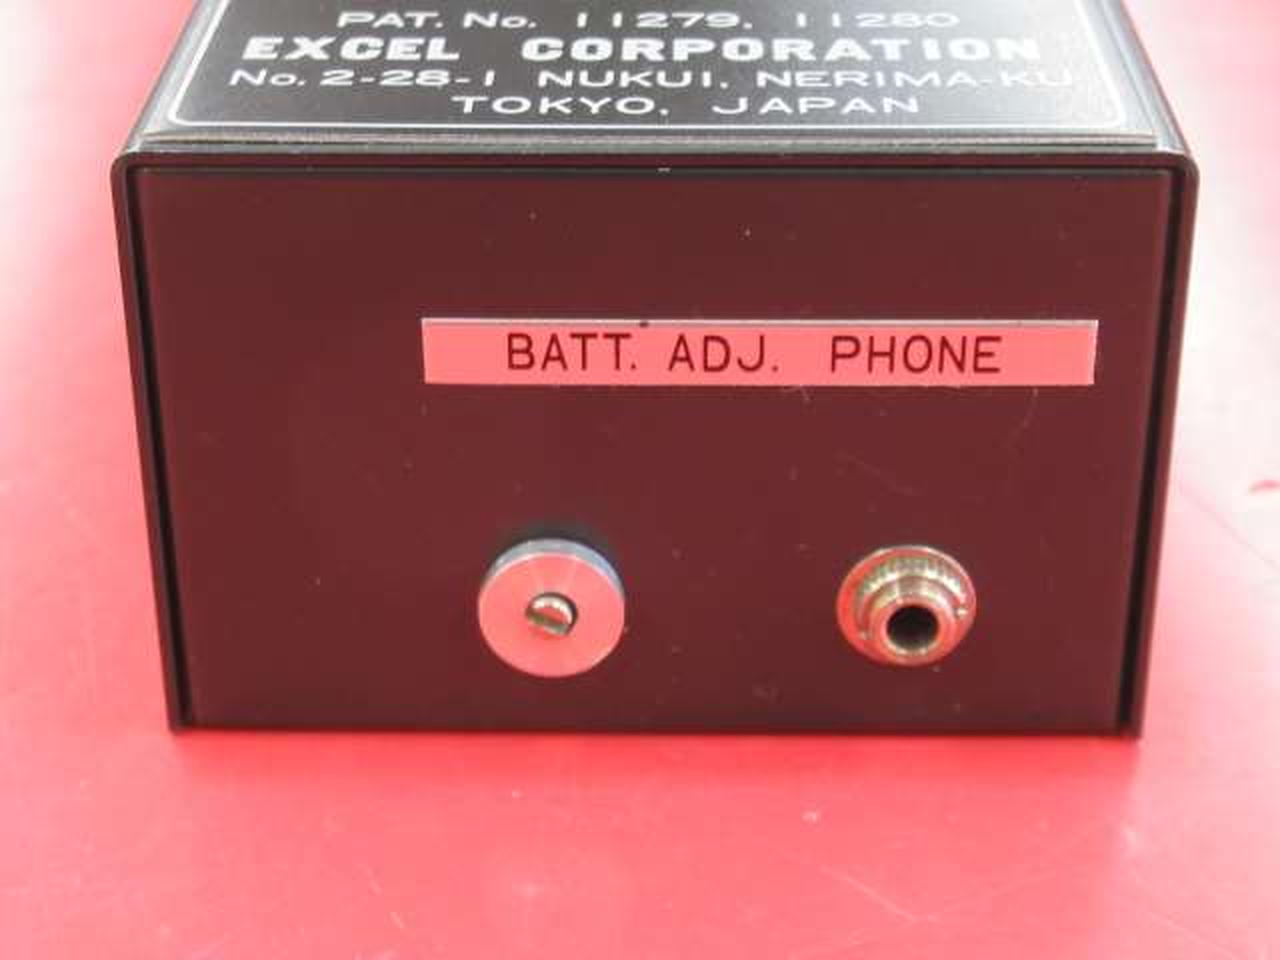 PAT. No. 11279. 11280
EXCEL CORPORATION
No. 2-28-1 NUKUI. NERIMA-KU
TOKYO. JAPAN
BATT. ADJ. PHONE